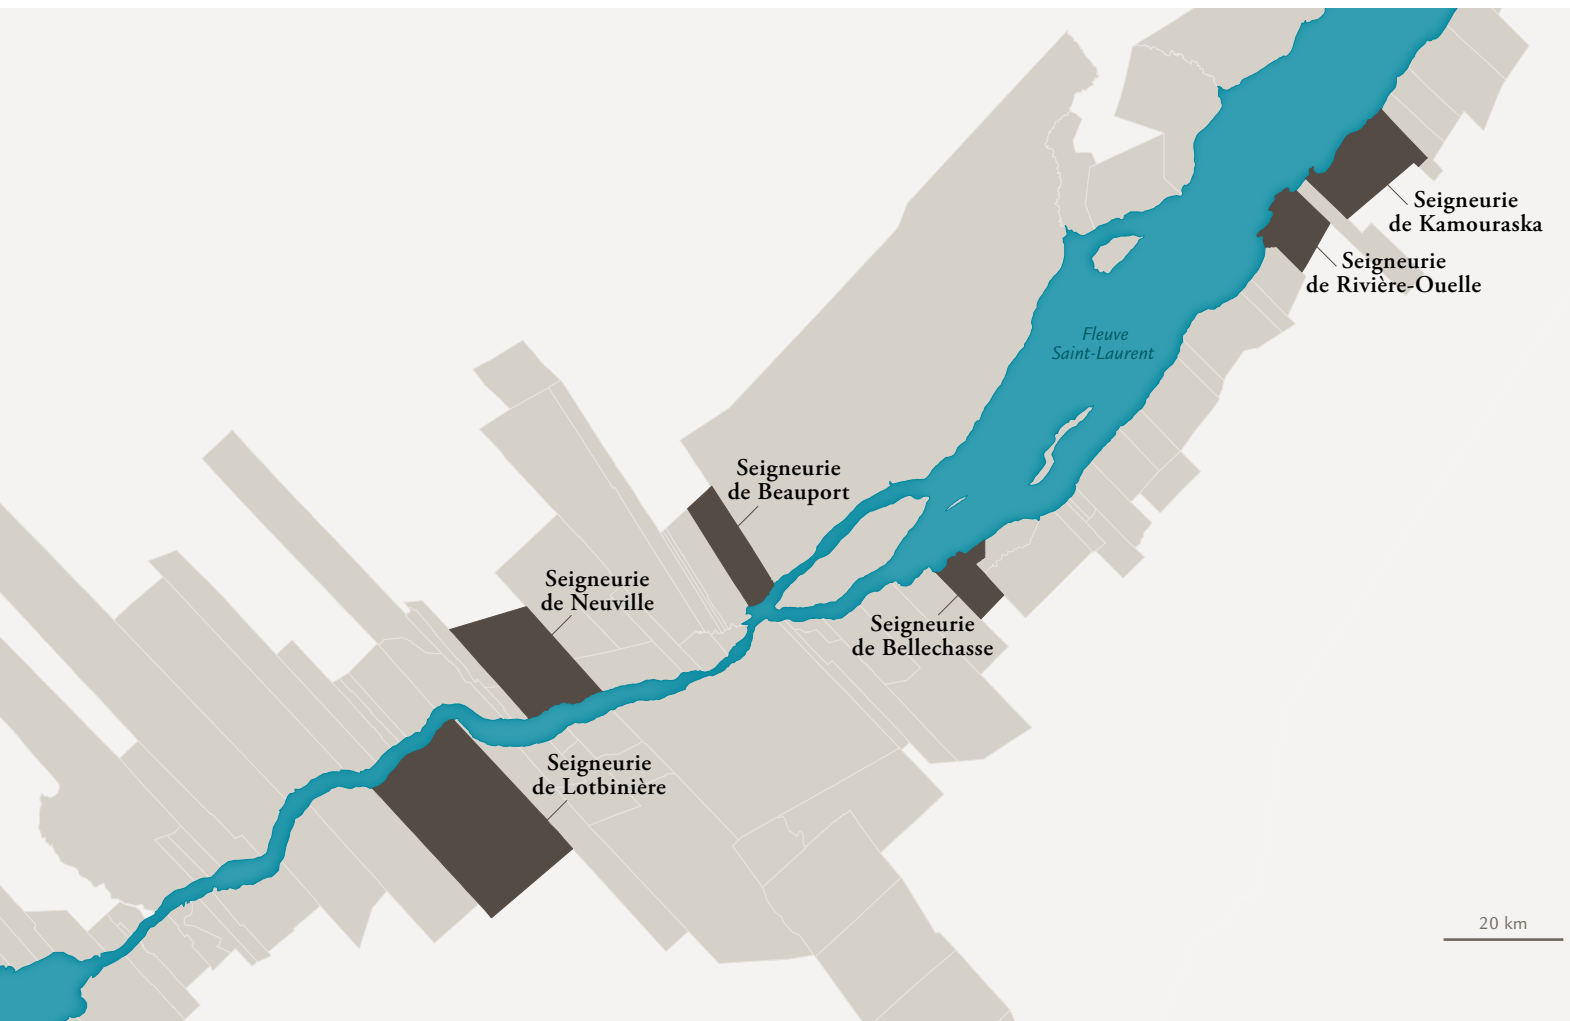 Seigneurie
de Kamouraska
Seigneurie
de Rivière-Ouelle
Fleuve
Saint-Laurent
Seigneurie
de Beauport
Seigneurie
de Neuville
Seigneurie
de Bellechasse
Seigneurie
de Lotbinière
20 km